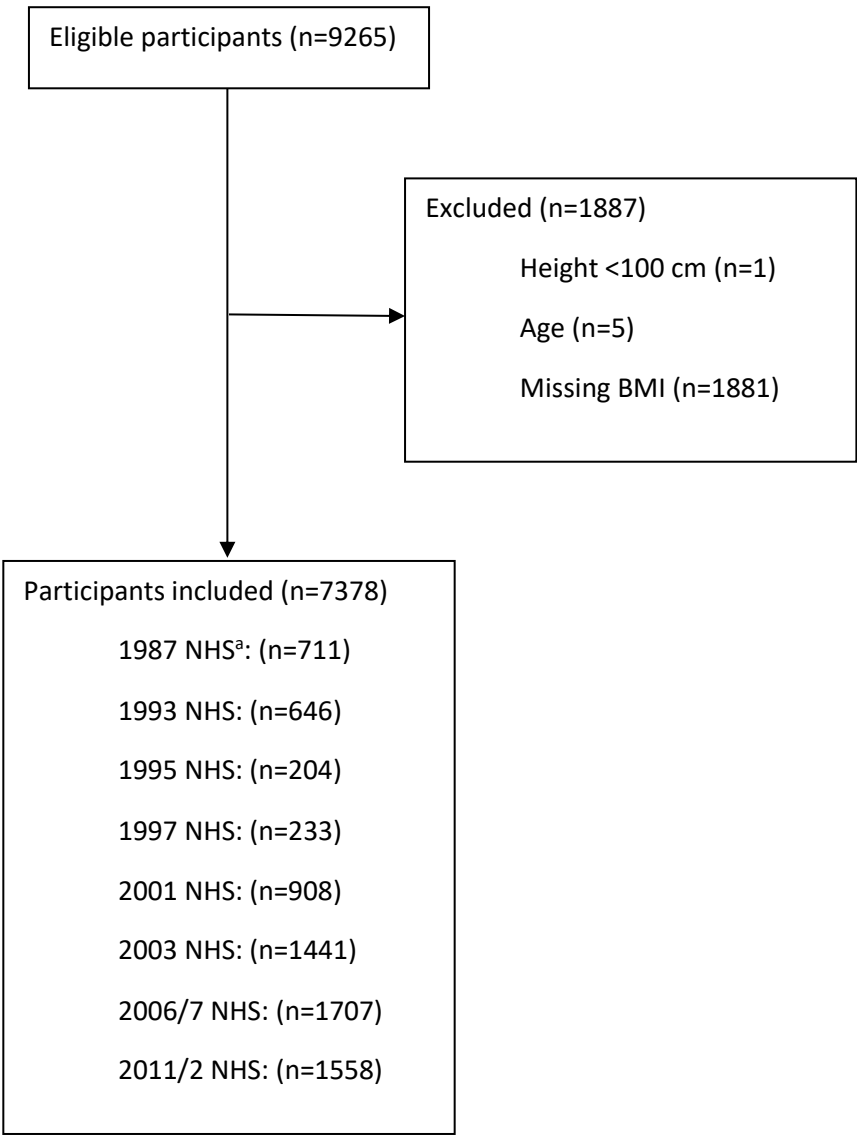 Eligible participants (n=9265)
Excluded (n=1887)
Height <100 cm (n=1)
Age (n=5)
Missing BMI (n=1881)
Participants included (n=7378)
1987 NHSᵃ: (n=711)
1993 NHS: (n=646)
1995 NHS: (n=204)
1997 NHS: (n=233)
2001 NHS: (n=908)
2003 NHS: (n=1441)
2006/7 NHS: (n=1707)
2011/2 NHS: (n=1558)